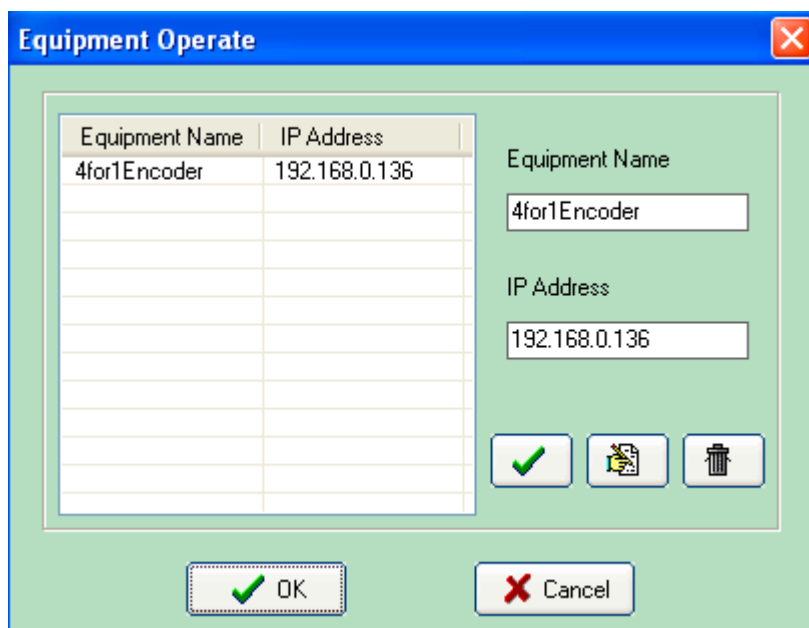 Equipment Operate
Equipment Name IP Address
4for1Encoder 192.168.0.136
Equipment Name
4for1Encoder
IP Address
192.168.0.136
OK Cancel